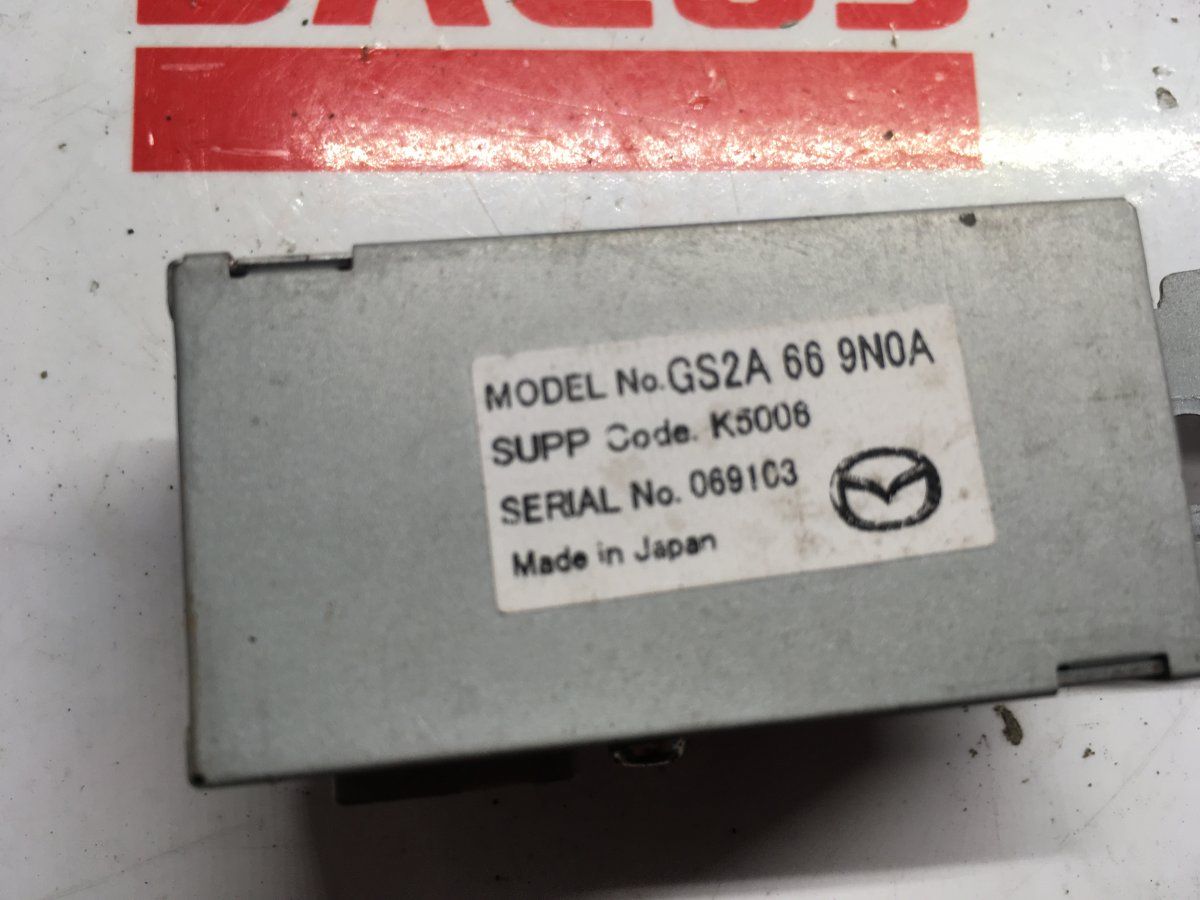 MODEL No. GS2A 66 9N0A
SUPP Code. K5006
SERIAL No. 069103
Made in Japan